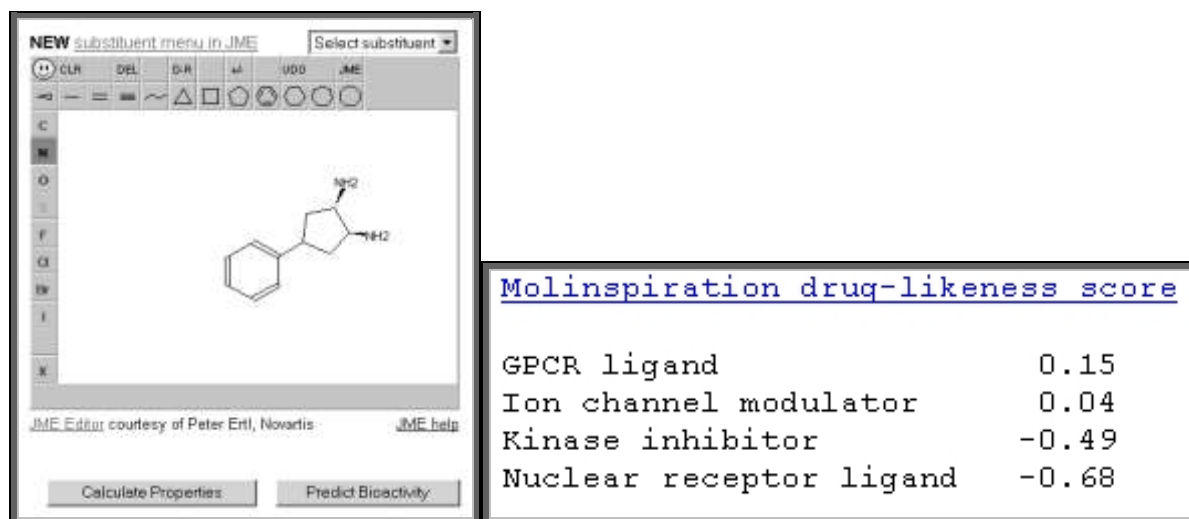 NEW substituent menu in JME
Select substituent
CLR DEL D-R +/- UDO JME
C
N
O
F
Cl
Br
I
X
NH2
NH2
JME Editor courtesy of Peter Ertl, Novartis
JME help
Calculate Properties
Predict Bioactivity
Molinspiration drug-likeness score
GPCR ligand 0.15
Ion channel modulator 0.04
Kinase inhibitor -0.49
Nuclear receptor ligand -0.68